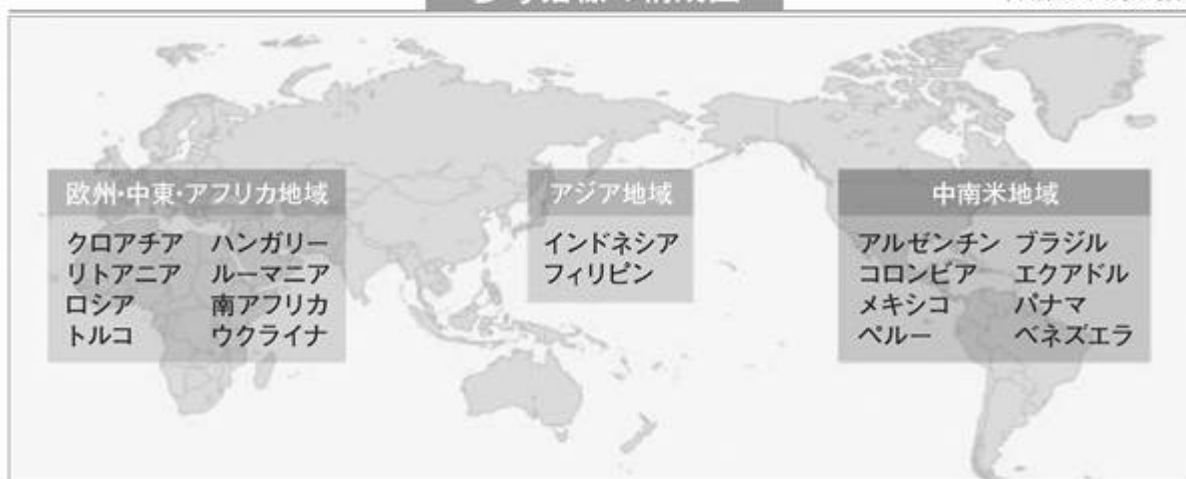 欧州・中東・アフリカ地域
クロアチア ハンガリー
リトアニア ルーマニア
ロシア 南アフリカ
トルコ ウクライナ
アジア地域
インドネシア
フィリピン
中南米地域
アルゼンチン ブラジル
コロンビア エクアドル
メキシコ パナマ
ペルー ベネズエラ